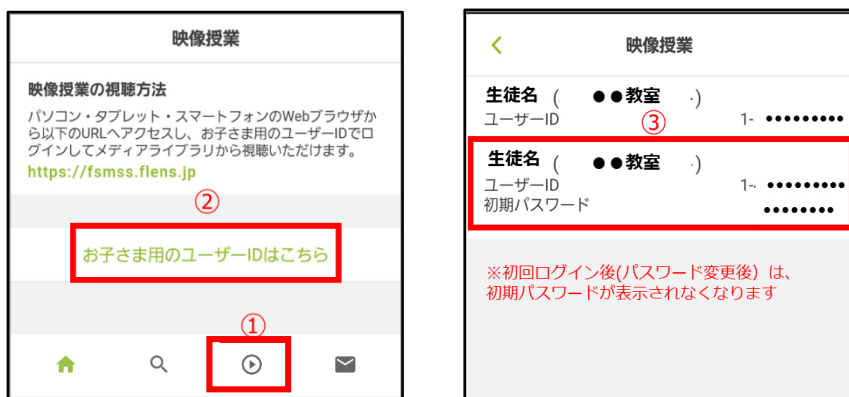 映像授業
映像授業の視聴方法
パソコン・タブレット・スマートフォンのWebブラウザか
ら以下のURLへアクセスし、お子さま用のユーザーIDでロ
グインしてメディアライブラリから視聴いただけます。
https://fsmss.flens.jp
②
お子さま用のユーザーIDはこちら
①
映像授業
生徒名 ( ●●教室 )
ユーザーID 1- ●●●●●●●●●
③
生徒名 ( ●●教室 )
ユーザーID 1- ●●●●●●●●●
初期パスワード ●●●●●●●●
※初回ログイン後(パスワード変更後）は、
初期パスワードが表示されなくなります